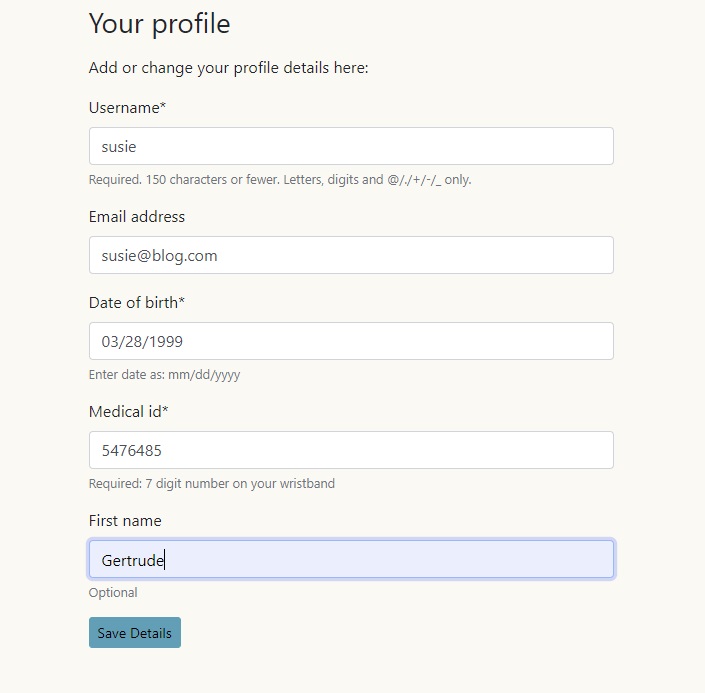 Your profile
Add or change your profile details here:
Username*
susie
Required. 150 characters or fewer. Letters, digits and @/./+/-/_ only.
Email address
susie@blog.com
Date of birth*
03/28/1999
Enter date as: mm/dd/yyyy
Medical id*
5476485
Required: 7 digit number on your wristband
First name
Gertrude
Optional
Save Details